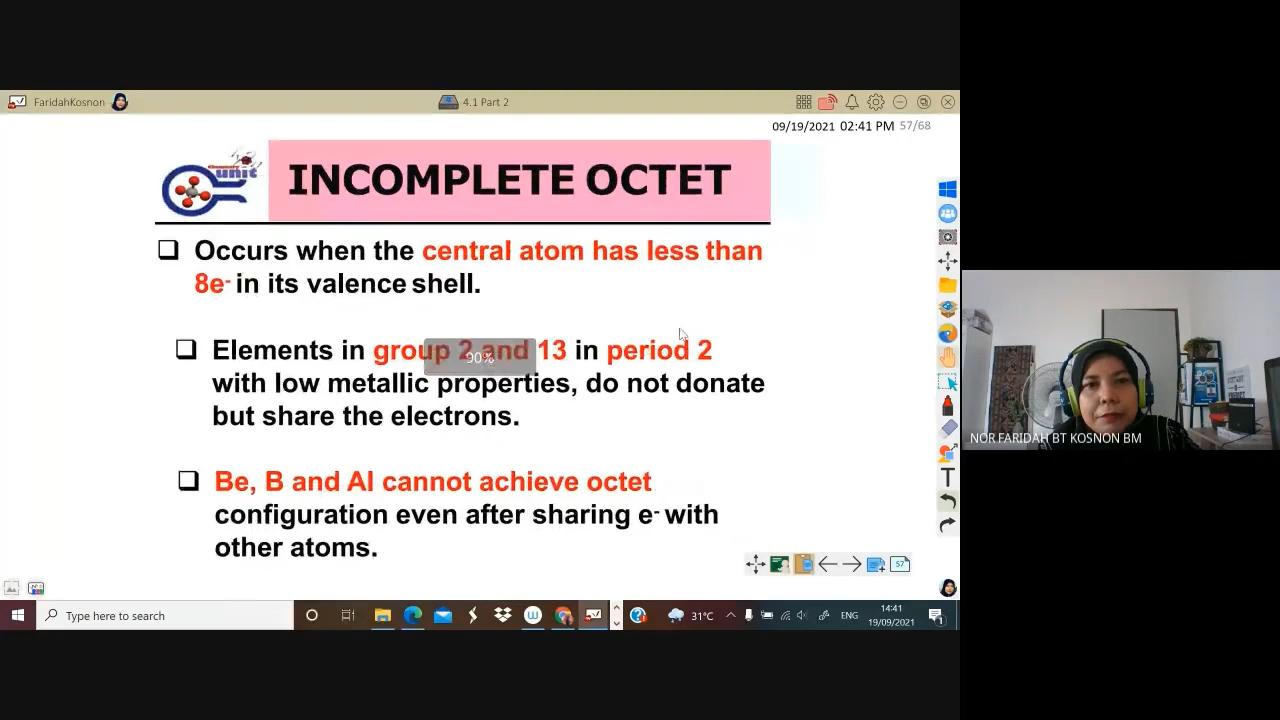 FaridahKosnon
4.1 Part 2
09/19/2021 02:41 PM 57/68
unit
INCOMPLETE OCTET
Occurs when the central atom has less than
8e- in its valence shell.
Elements in group 2 and 13 in period 2
90%
with low metallic properties, do not donate
but share the electrons.
Be, B and Al cannot achieve octet
configuration even after sharing e- with
other atoms.
57
NOR FARIDAH BT KOSNON BM
Type here to search
31°C
ENG
14:41
19/09/2021